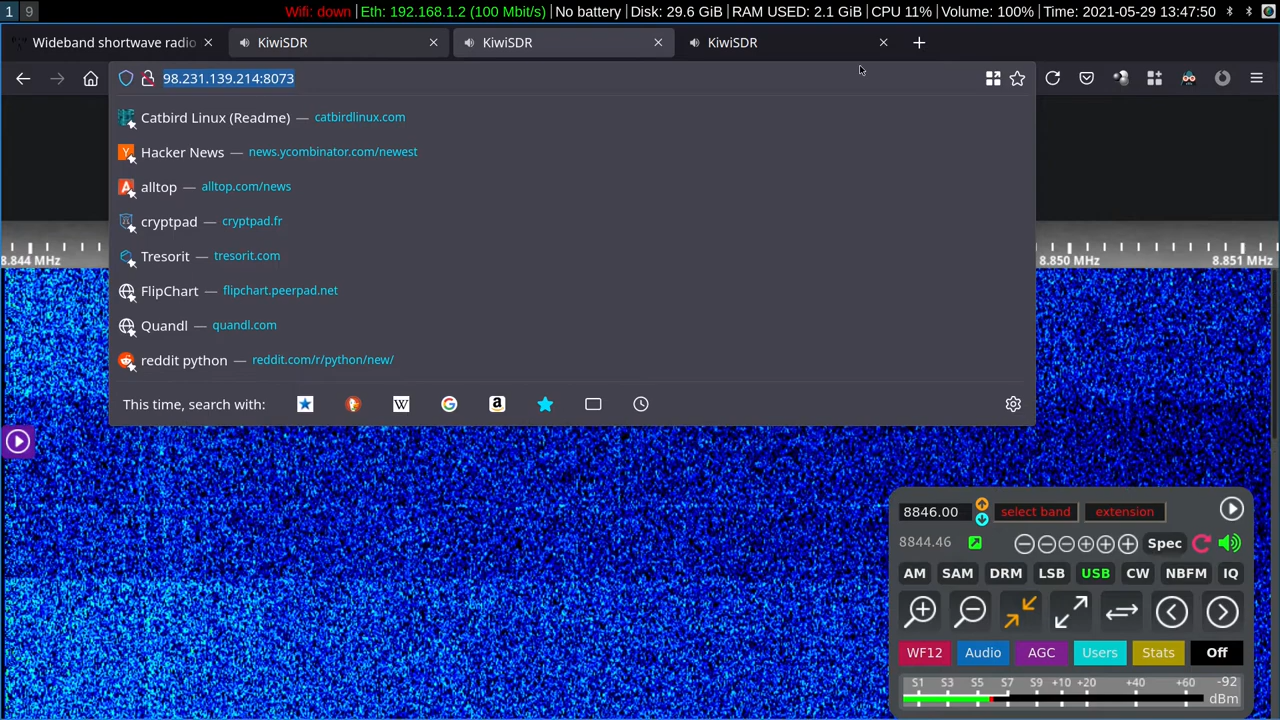 1 9 Wifi: down | Eth: 192.168.1.2 (100 Mbit/s) | No battery | Disk: 29.6 GiB | RAM USED: 2.1 GiB | CPU 11% | Volume: 100% | Time: 2021-05-29 13:47:50
Wideband shortwave radio KiwiSDR KiwiSDR KiwiSDR
98.231.139.214:8073
Catbird Linux (Readme) — catbirdlinux.com
Hacker News — news.ycombinator.com/newest
alltop — alltop.com/news
cryptpad — cryptpad.fr
Tresorit — tresorit.com
FlipChart — flipchart.peerpad.net
Quandl — quandl.com
reddit python — reddit.com/r/python/new/
This time, search with:
8.844 MHz 8.850 MHz 8.851 MHz
8846.00 select band extension
8844.46 Spec
AM SAM DRM LSB USB CW NBFM IQ
WF12 Audio AGC Users Stats Off
S1 S3 S5 S7 S9 +10 +20 +40 +60 -92
dBm